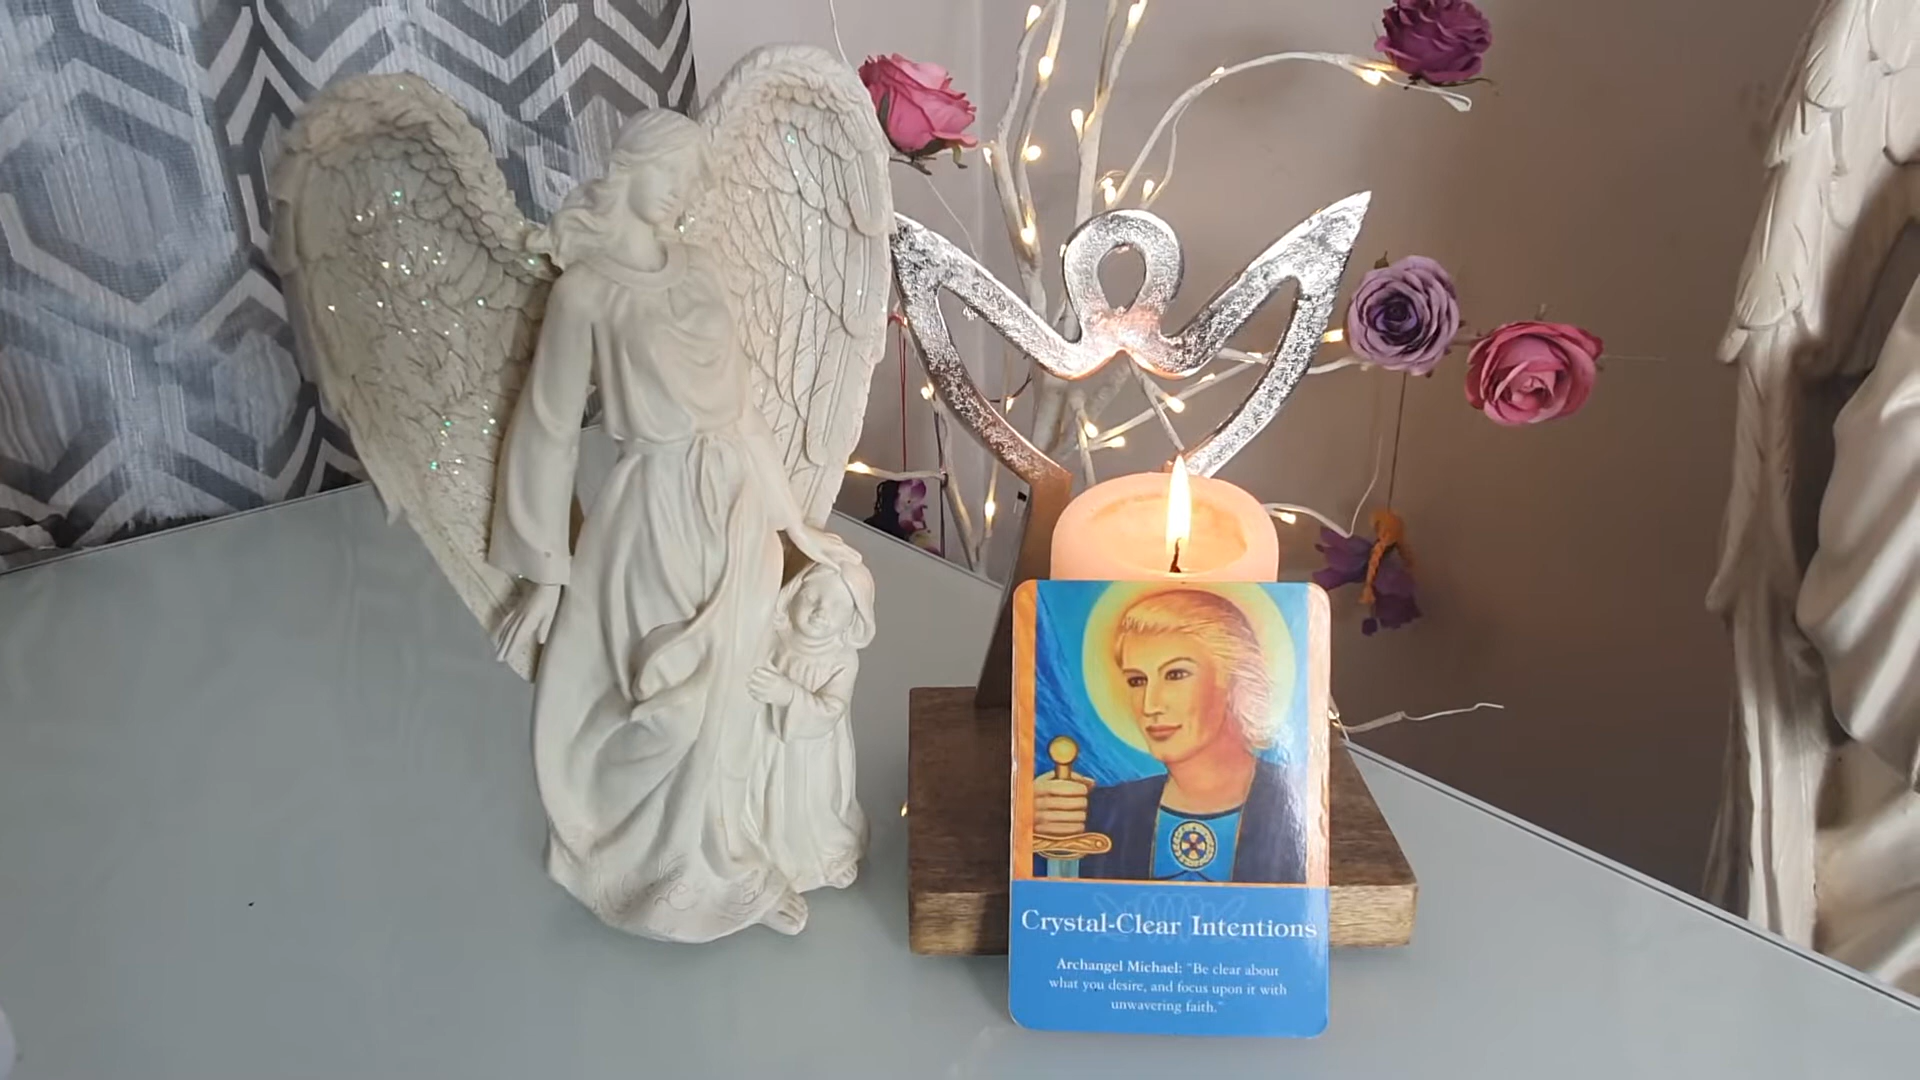 Crystal-Clear Intentions
Archangel Michael: "Be clear about
what you desire, and focus upon it with
unwavering faith."